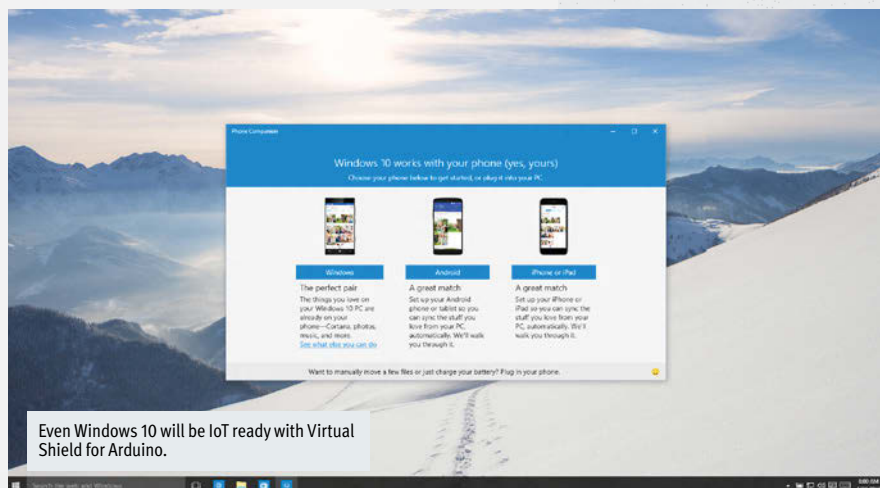 Phone Companion
Windows 10 works with your phone (yes, yours)
Choose your phone below to get started, or plug it into your PC.
Windows
The perfect pair
The things you love on
your Windows 10 PC are
already on your
phone—Cortana, photos,
music, and more.
See what else you can do
Android
A great match
Set up your Android
phone or tablet so you
can sync the stuff you
love from your PC,
automatically. We'll walk
you through it.
iPhone or iPad
A great match
Set up your iPhone or
iPad so you can sync the
stuff you love from your
PC, automatically. We'll
walk you through it.
Want to manually move a few files or just charge your battery? Plug in your phone.
Even Windows 10 will be IoT ready with Virtual
Shield for Arduino.
Search the web and Windows